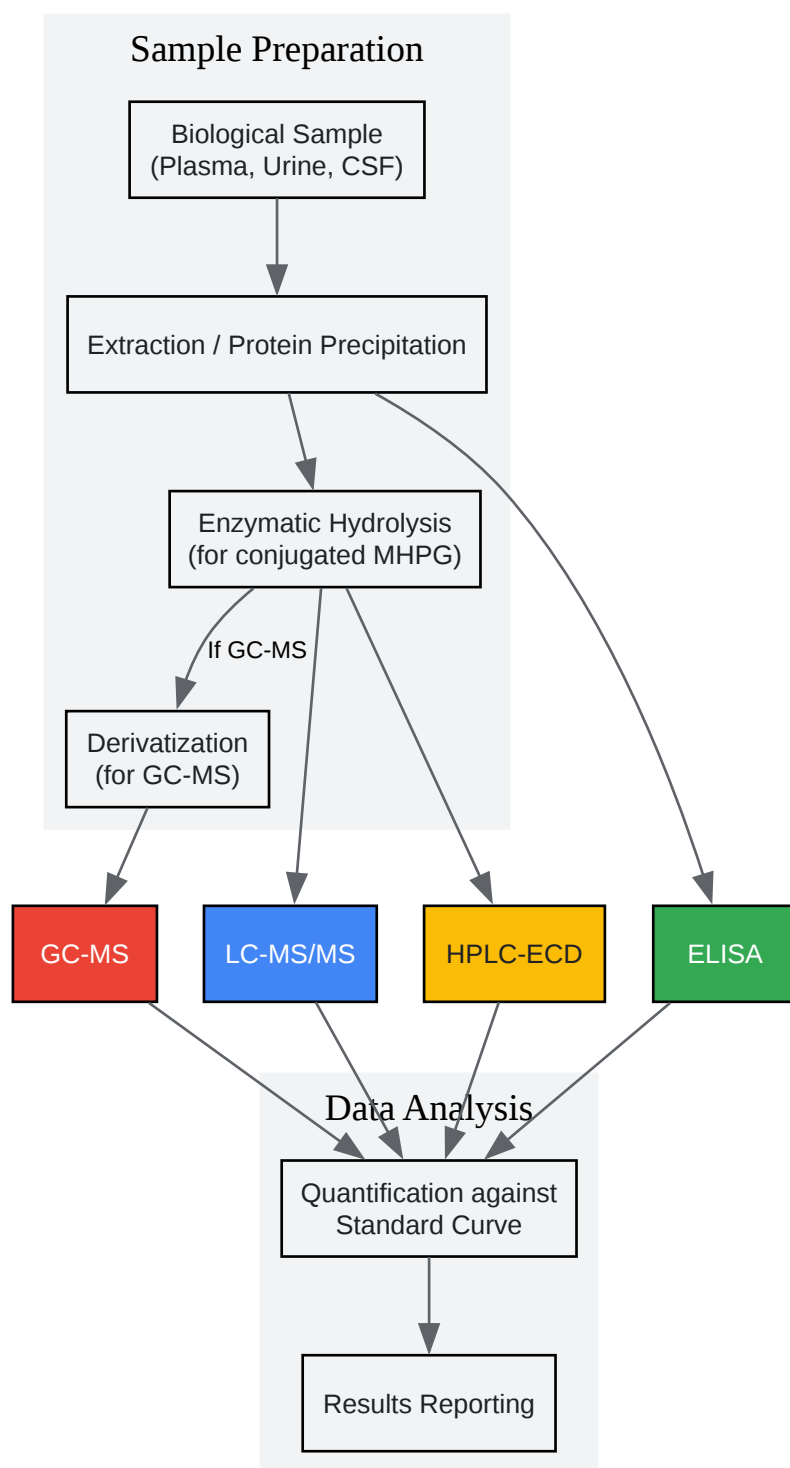 Sample Preparation
Biological Sample
(Plasma, Urine, CSF)
Extraction / Protein Precipitation
Enzymatic Hydrolysis
(for conjugated MHPG)
If GC-MS
Derivatization
(for GC-MS)
GC-MS
LC-MS/MS
HPLC-ECD
ELISA
Data Analysis
Quantification against
Standard Curve
Results Reporting